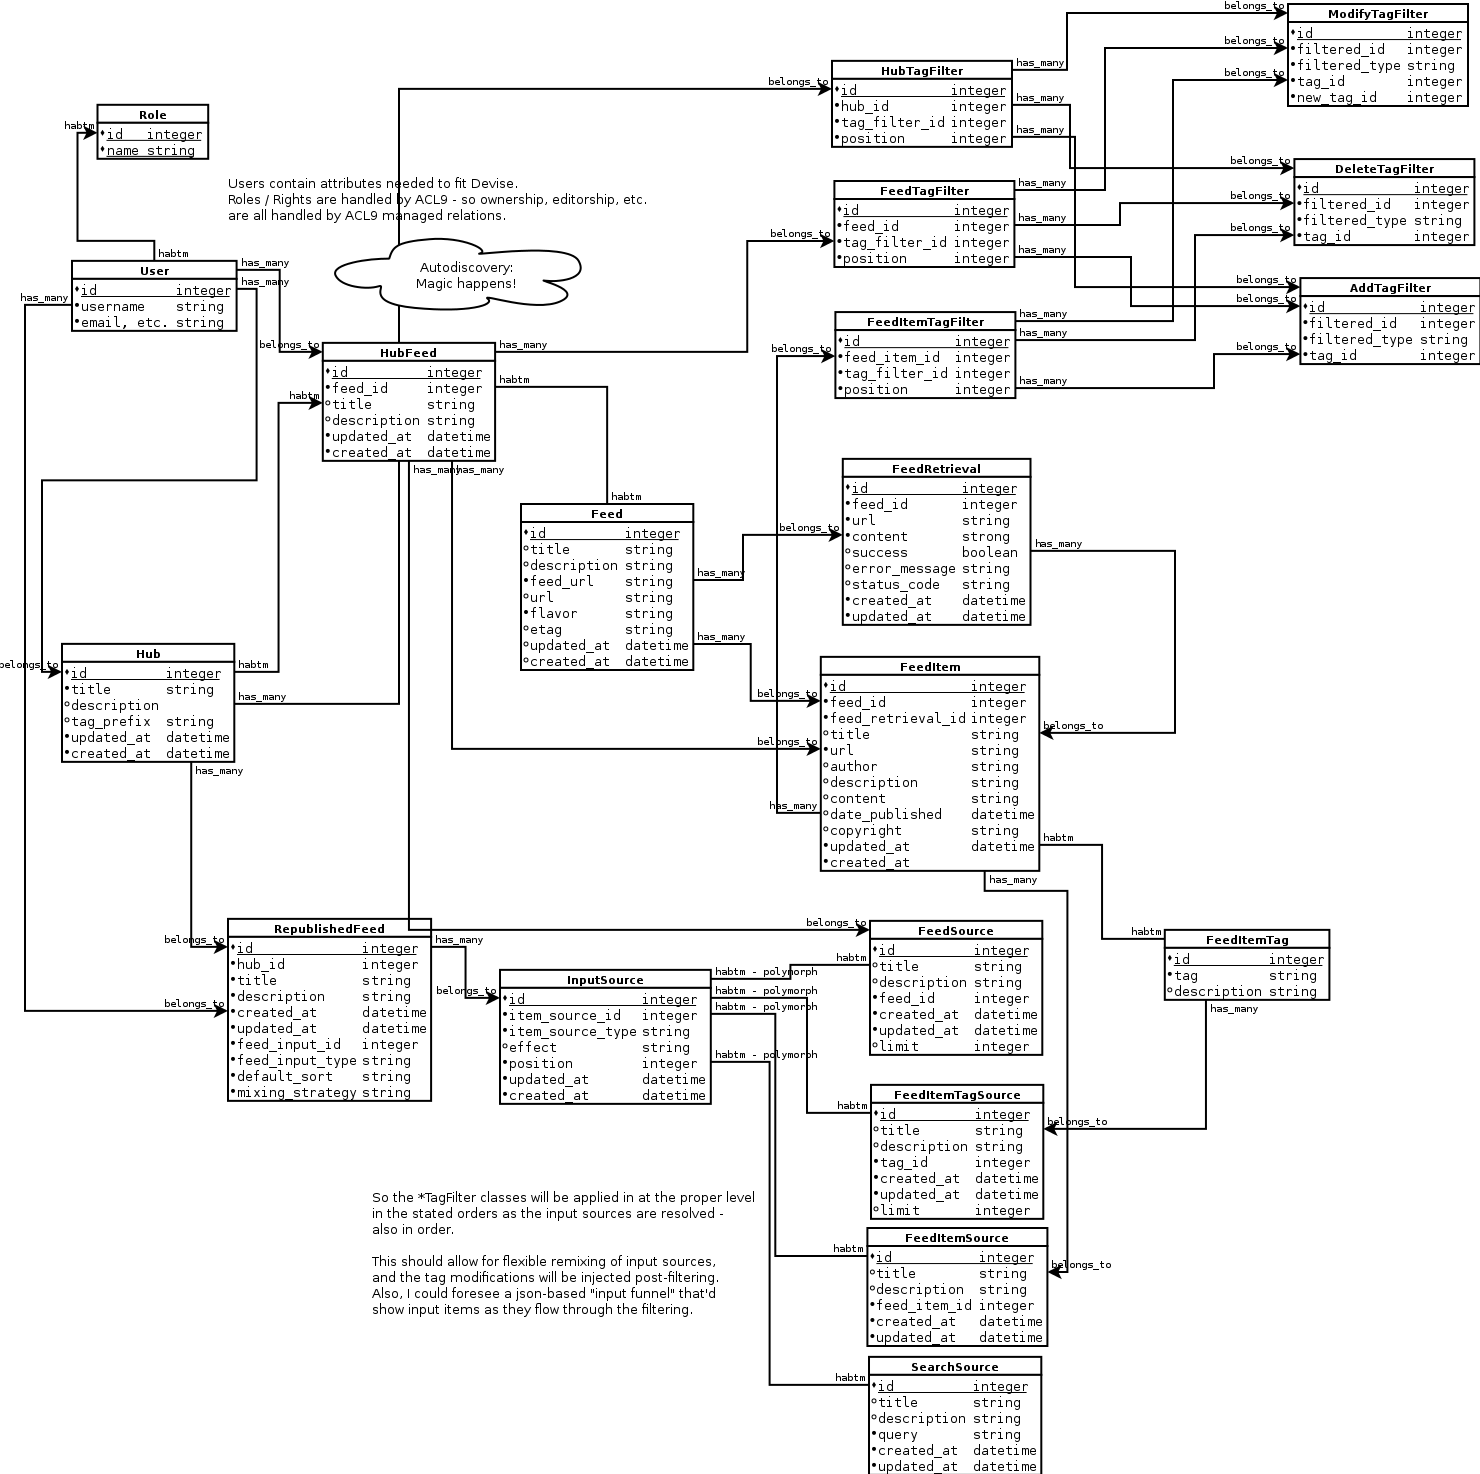 belongs_to
ModifyTagFilter
id integer
filtered_id integer
filtered_type string
tag_id integer
new_tag_id integer
belongs_to
belongs_to
HubTagFilter
id integer
hub_id integer
tag_filter_id integer
position integer
belongs_to
has_many
has_many
has_many
Role
id integer
name string
habtm
Users contain attributes needed to fit Devise.
Roles / Rights are handled by ACL9 - so ownership, editorship, etc.
are all handled by ACL9 managed relations.
DeleteTagFilter
id integer
filtered_id integer
filtered_type string
tag_id integer
belongs_to
belongs_to
belongs_to
FeedTagFilter
id integer
feed_id integer
tag_filter_id integer
position integer
belongs_to
has_many
has_many
has_many
habtm
User
id integer
username string
email, etc. string
has_many
has_many
has_many
Autodiscovery:
Magic happens!
AddTagFilter
id integer
filtered_id integer
filtered_type string
tag_id integer
belongs_to
belongs_to
belongs_to
FeedItemTagFilter
id integer
feed_item_id integer
tag_filter_id integer
position integer
belongs_to
has_many
has_many
has_many
belongs_to
habtm
HubFeed
id integer
feed_id integer
title string
description string
updated_at datetime
created_at datetime
has_many
habtm
has_many
has_many
FeedRetrieval
id integer
feed_id integer
url string
content strong
success boolean
error_message string
status_code string
created_at datetime
updated_at datetime
belongs_to
has_many
habtm
Feed
id integer
title string
description string
feed_url string
url string
flavor string
etag string
updated_at datetime
created_at datetime
has_many
has_many
Hub
id integer
title string
description
tag_prefix string
updated_at datetime
created_at datetime
belongs_to
habtm
has_many
has_many
FeedItem
id integer
feed_id integer
feed_retrieval_id integer
title string
url string
author string
description string
content string
date_published datetime
copyright string
updated_at datetime
created_at
belongs_to
belongs_to
has_many
belongs_to
habtm
has_many
RepublishedFeed
id integer
hub_id integer
title string
description string
created_at datetime
updated_at datetime
feed_input_id integer
feed_input_type string
default_sort string
mixing_strategy string
belongs_to
belongs_to
has_many
InputSource
id integer
item_source_id integer
item_source_type string
effect string
position integer
updated_at datetime
created_at datetime
belongs_to
habtm - polymorph
habtm - polymorph
habtm - polymorph
habtm - polymorph
FeedSource
id integer
title string
description string
feed_id integer
created_at datetime
updated_at datetime
limit integer
belongs_to
habtm
FeedItemTag
id integer
tag string
description string
habtm
has_many
FeedItemTagSource
id integer
title string
description string
tag_id integer
created_at datetime
updated_at datetime
limit integer
habtm
belongs_to
So the *TagFilter classes will be applied in at the proper level
in the stated orders as the input sources are resolved -
also in order.
This should allow for flexible remixing of input sources,
and the tag modifications will be injected post-filtering.
Also, I could foresee a json-based "input funnel" that'd
show input items as they flow through the filtering.
FeedItemSource
id integer
title string
description string
feed_item_id integer
created_at datetime
updated_at datetime
habtm
belongs_to
SearchSource
id integer
title string
description string
query string
created_at datetime
updated_at datetime
habtm